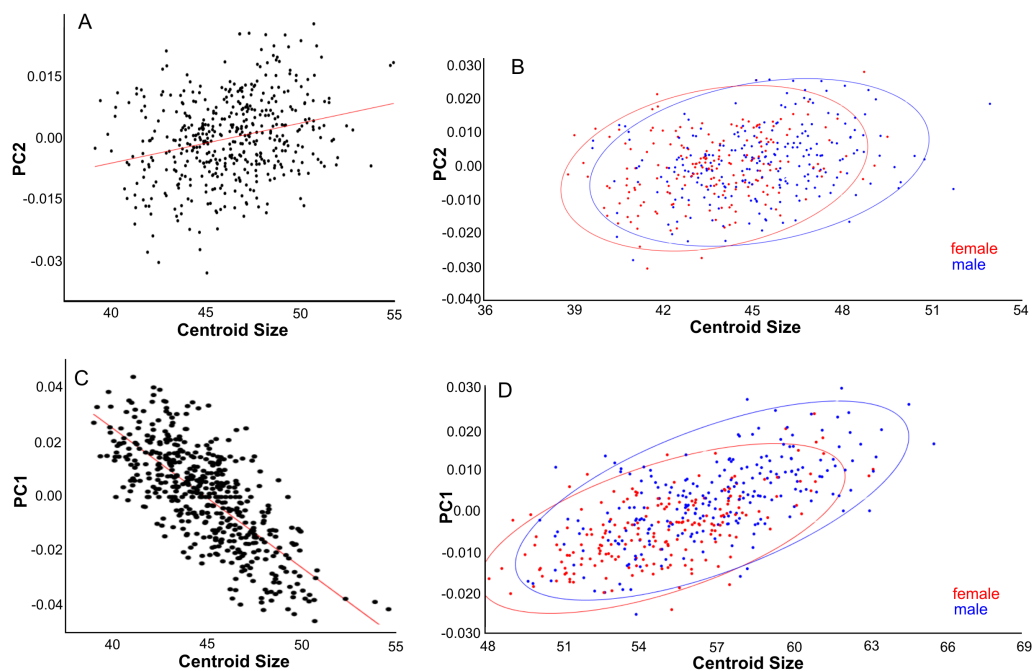 A
0.015
0.00
-0.015
-0.03
PC2
40
45
50
55
Centroid Size
B
0.030
0.020
0.010
0.00
-0.010
-0.020
-0.030
-0.040
PC2
female
male
36
39
42
45
48
51
54
Centroid Size
C
0.04
0.02
0.00
-0.02
-0.04
PC1
40
45
50
55
Centroid Size
D
0.030
0.020
0.010
0.00
-0.010
-0.020
-0.030
PC1
female
male
48
51
54
57
60
63
66
69
Centroid Size